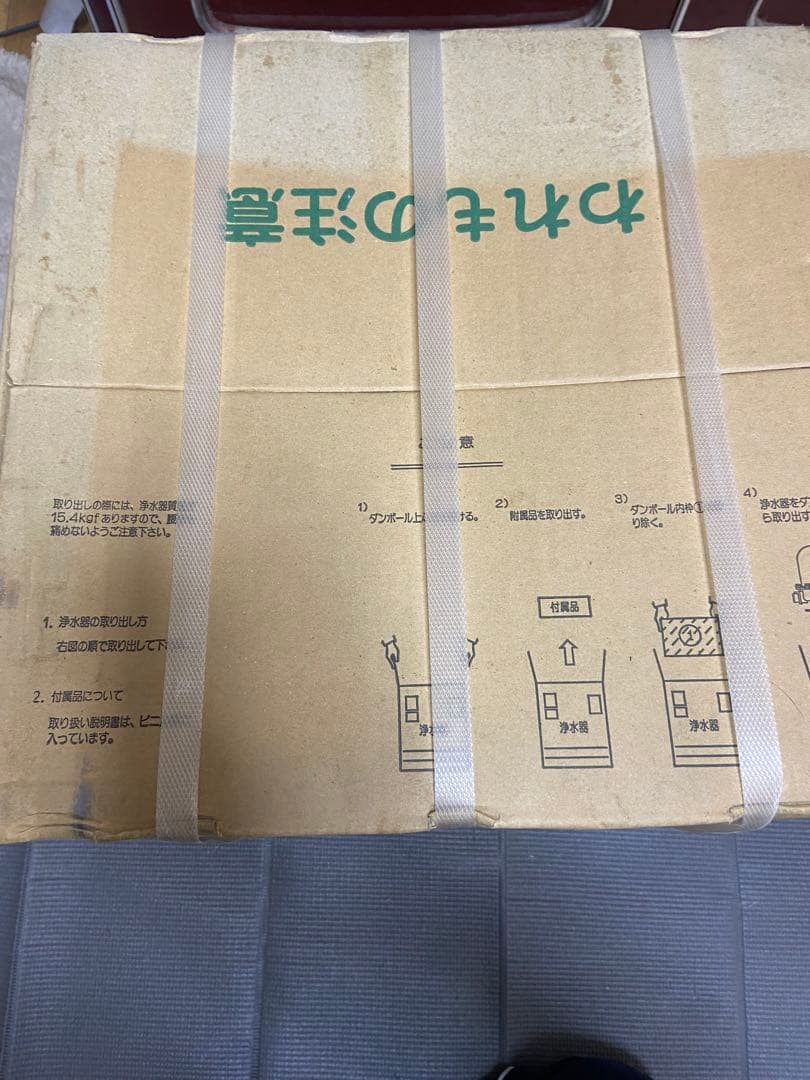 われもの注意
意
取り出しの際には、浄水器質
15.4kgfありますので、腰
痛めないようご注意下さい。
1. 浄水器の取り出し方
右図の順で取り出して下
2. 付属品について
取り扱い説明書は、ビニ
入っています。
1)
ダンボール上 ける。
浄水
2)
附属品を取り出す。
付属品
浄水器
3)
ダンボール内枠①
り除く。
①
浄水器
4)
浄水器をダ
ら取り出す